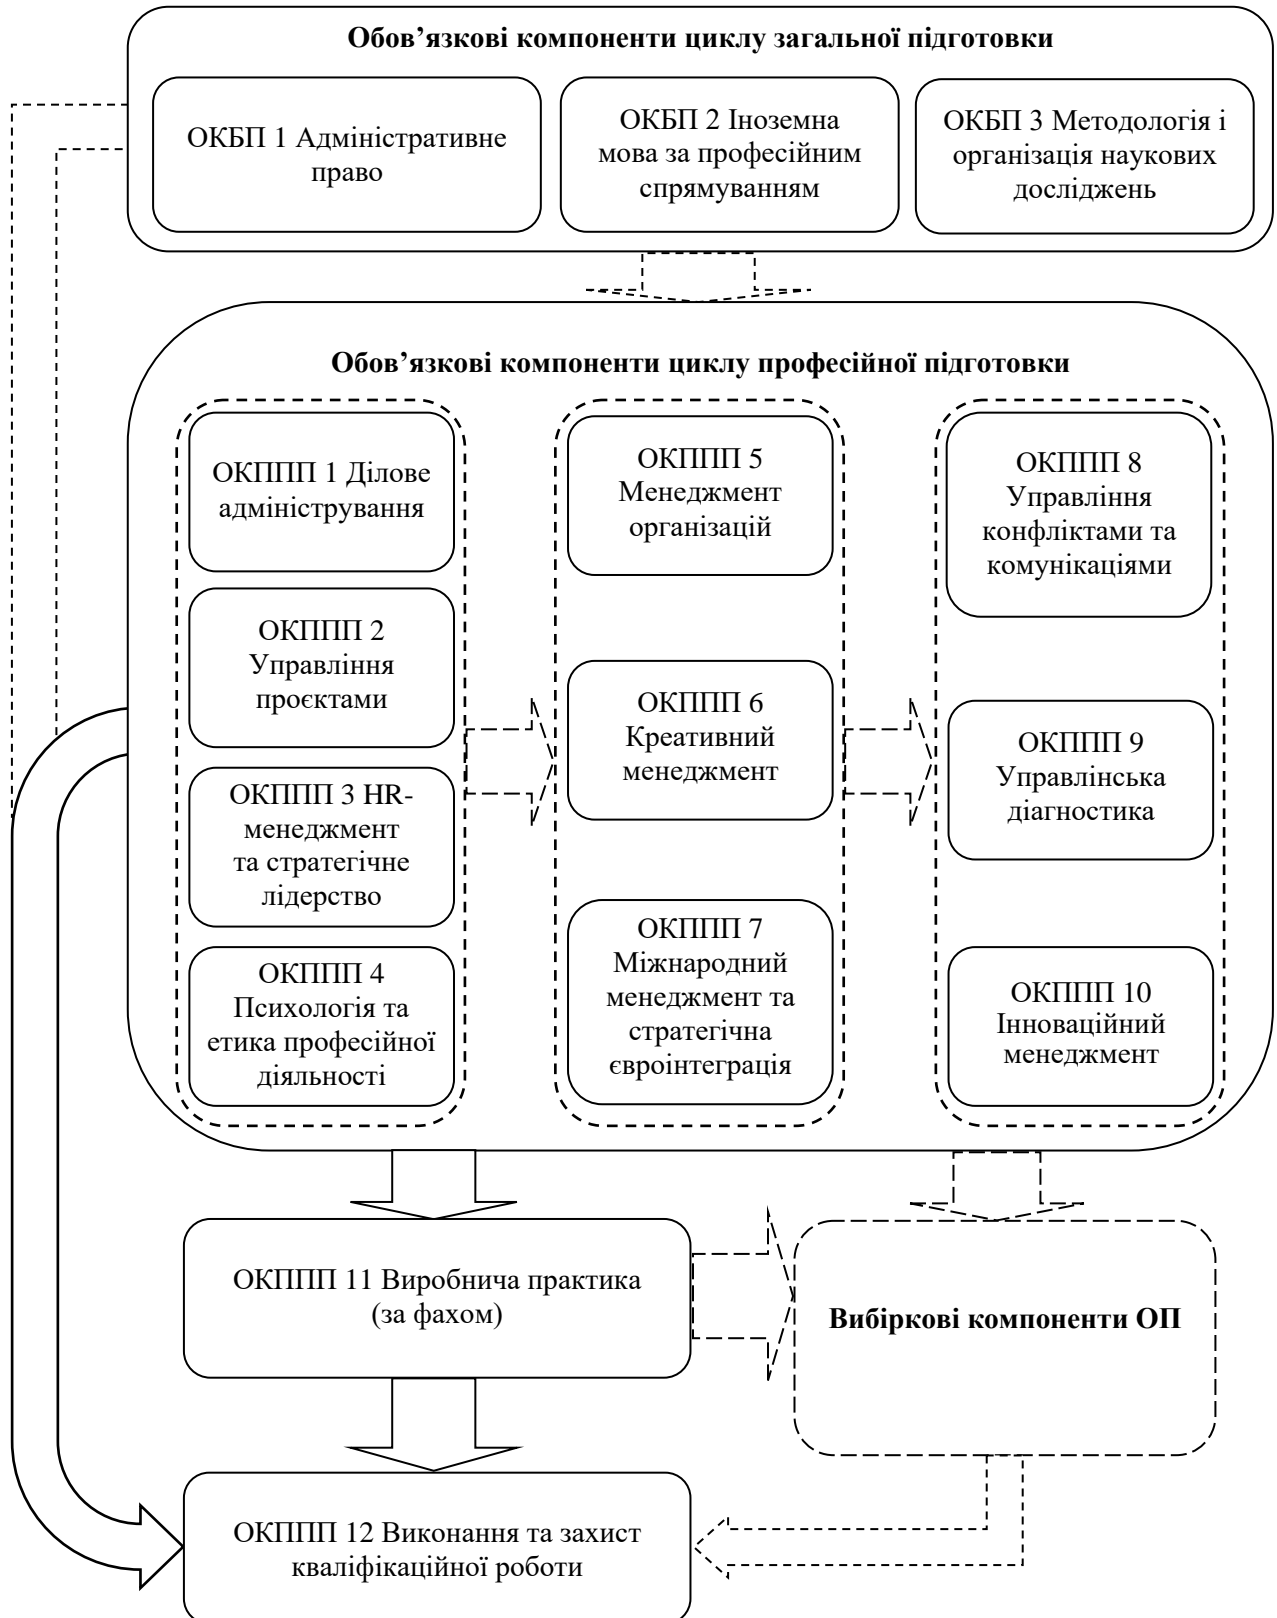 Обов’язкові компоненти циклу загальної підготовки
ОКБП 1 Адміністративне
право
ОКБП 2 Іноземна
мова за професійним
спрямуванням
ОКБП 3 Методологія і
організація наукових
досліджень
Обов’язкові компоненти циклу професійної підготовки
ОКППП 1 Ділове
адміністрування
ОКППП 2
Управління
проєктами
ОКППП 3 HR-
менеджмент
та стратегічне
лідерство
ОКППП 4
Психологія та
етика професійної
діяльності
ОКППП 5
Менеджмент
організацій
ОКППП 6
Креативний
менеджмент
ОКППП 7
Міжнародний
менеджмент та
стратегічна
євроінтеграція
ОКППП 8
Управління
конфліктами та
комунікаціями
ОКППП 9
Управлінська
діагностика
ОКППП 10
Інноваційний
менеджмент
ОКППП 11 Виробнича практика
(за фахом)
Вибіркові компоненти ОП
ОКППП 12 Виконання та захист
кваліфікаційної роботи